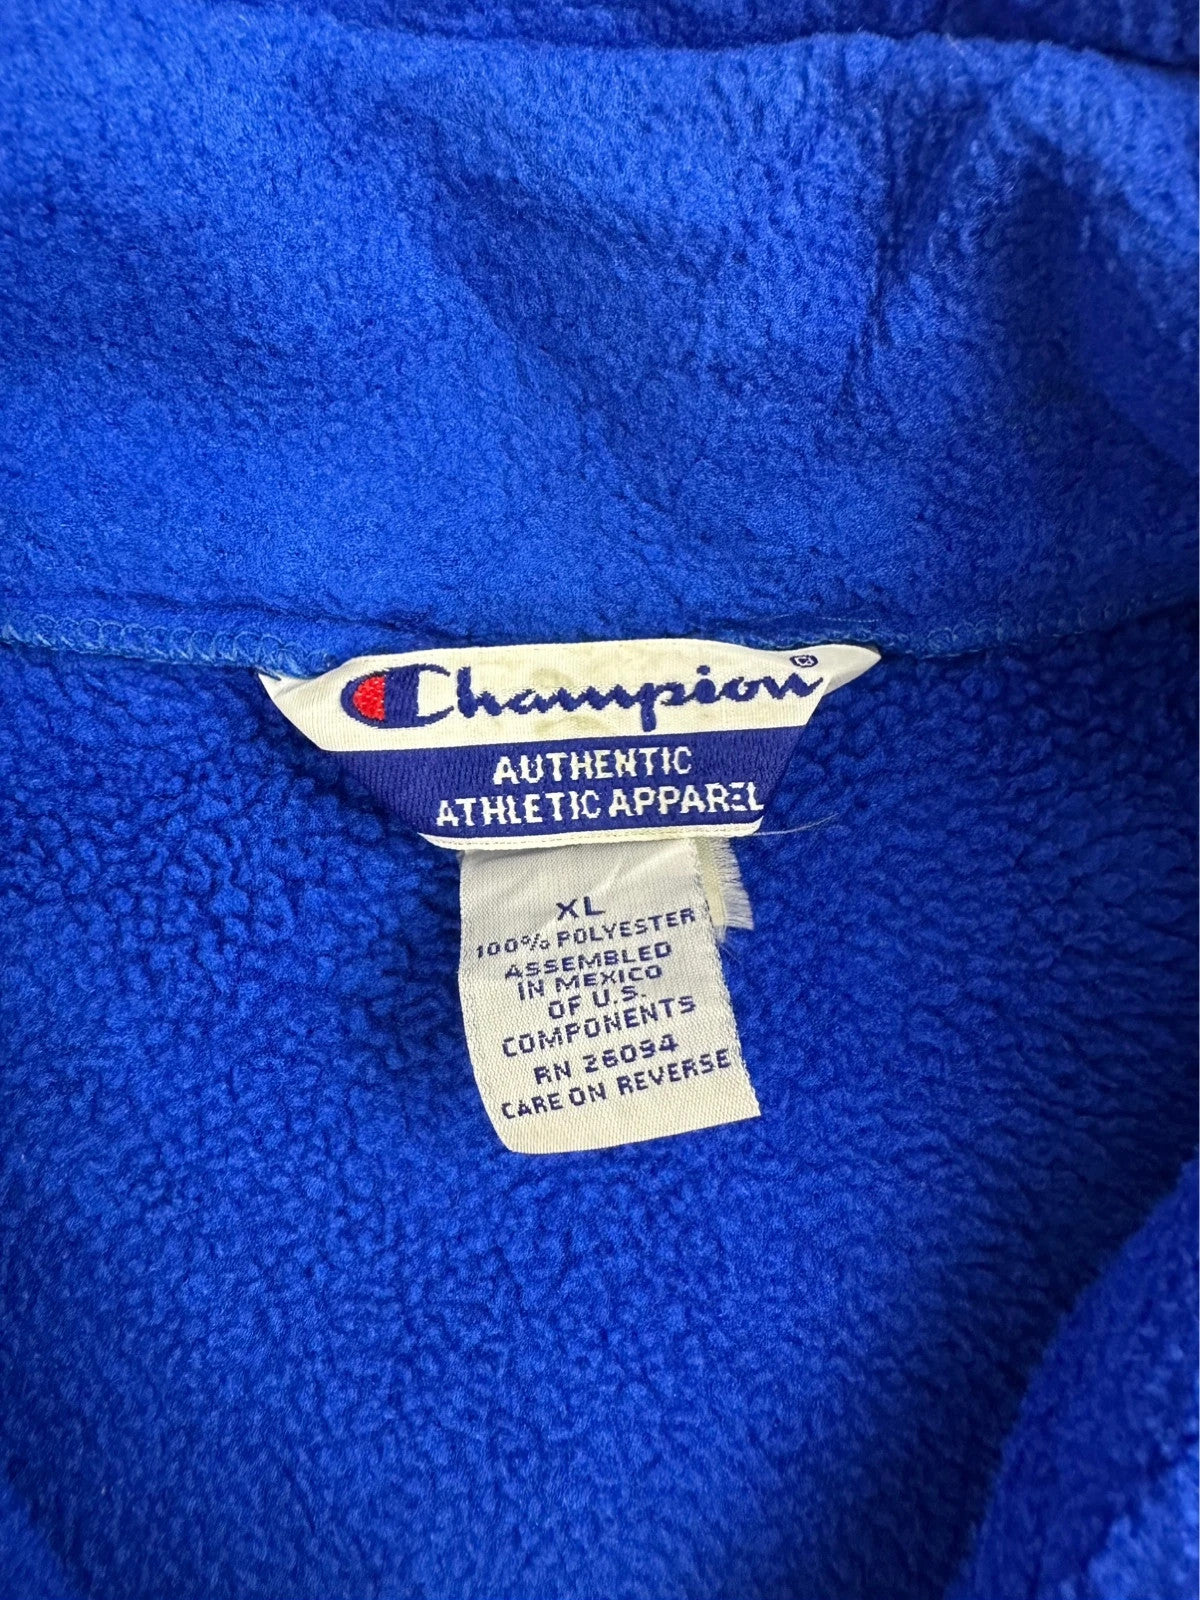 Champion®
AUTHENTIC
ATHLETIC APPAREL
XL
100% POLYESTER
ASSEMBLED
IN MEXICO
OF U.S.
COMPONENTS
RN 26094
CARE ON REVERSE